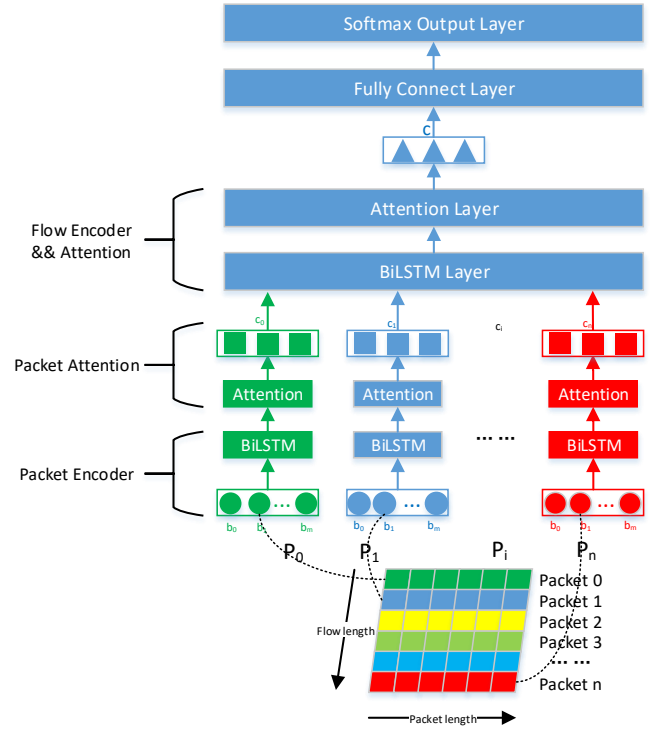 Softmax Output Layer
Fully Connect Layer
C
Attention Layer
Flow Encoder
&& Attention
BiLSTM Layer
c0 c1 ci cn
Packet Attention
Attention Attention Attention
BiLSTM BiLSTM ... ... BiLSTM
Packet Encoder
... ... ...
b0 b bm b0 b1 bm b0 b1 bm
P0 P1 Pi Pn
Packet 0
Packet 1
Packet 2
Flow length
Packet 3
... ...
Packet n
Packet length